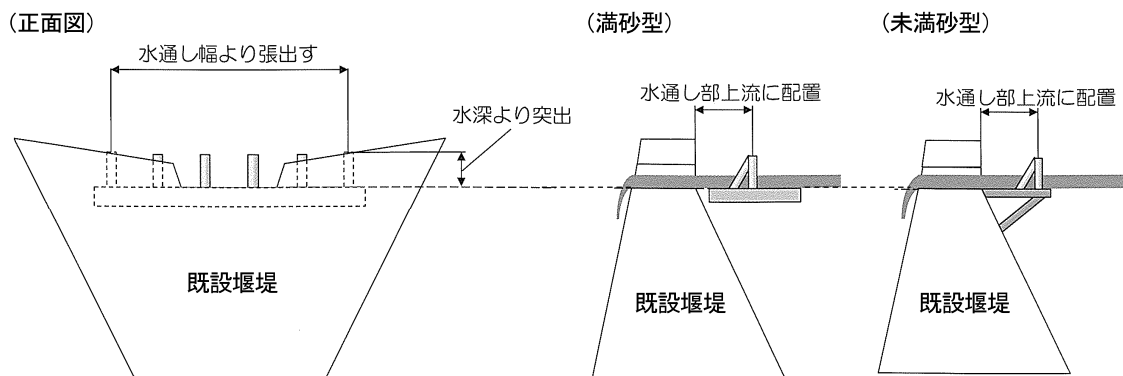 （正面図）
（満砂型）
（未満砂型）
水通し幅より張出す
水深より突出
水通し部上流に配置
水通し部上流に配置
既設堰堤
既設堰堤
既設堰堤